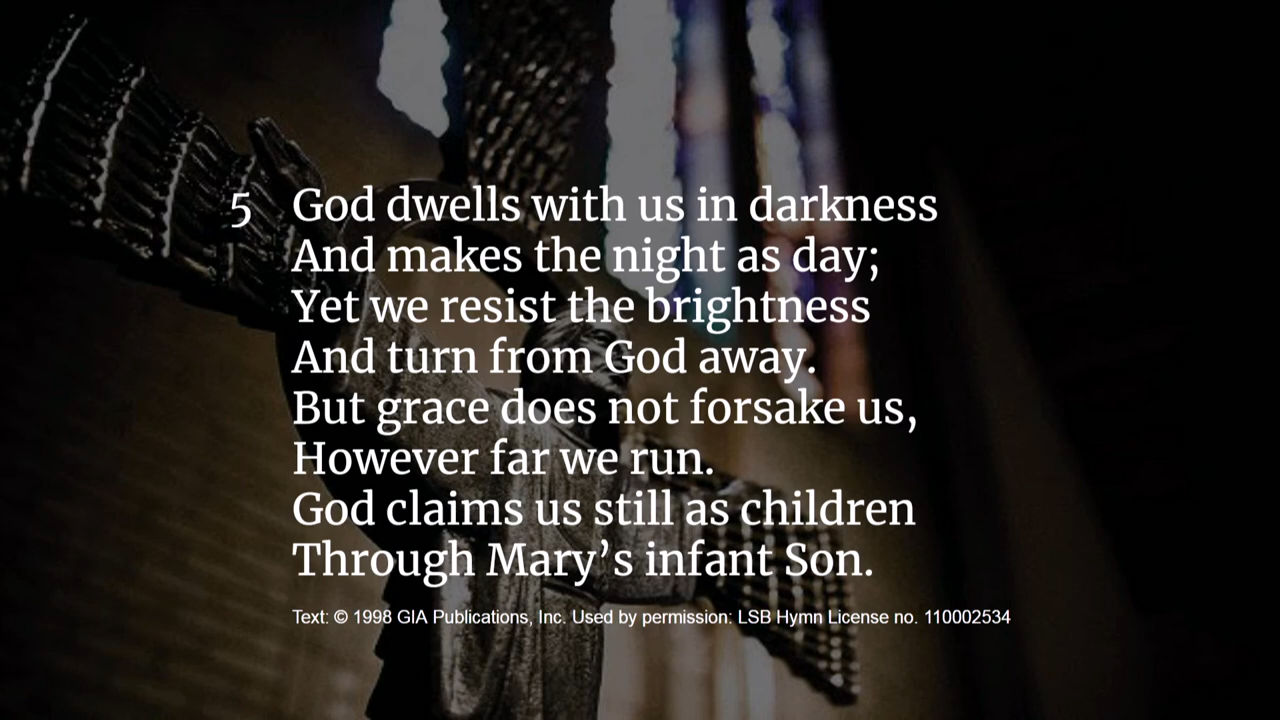 5 God dwells with us in darkness
And makes the night as day;
Yet we resist the brightness
And turn from God away.
But grace does not forsake us,
However far we run.
God claims us still as children
Through Mary’s infant Son.
Text: © 1998 GIA Publications, Inc. Used by permission: LSB Hymn License no. 110002534